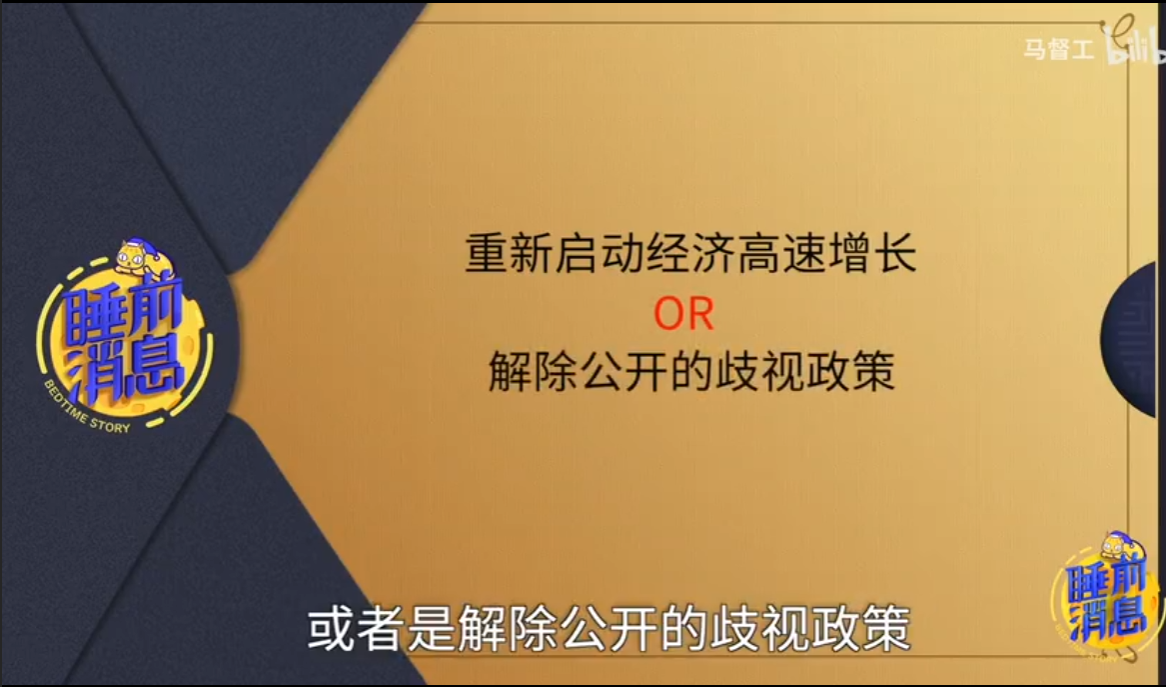 马督工 bilib
重新启动经济高速增长
OR
解除公开的歧视政策
睡前
消息
BEDTIME STORY
或者是解除公开的歧视政策
睡前
消息